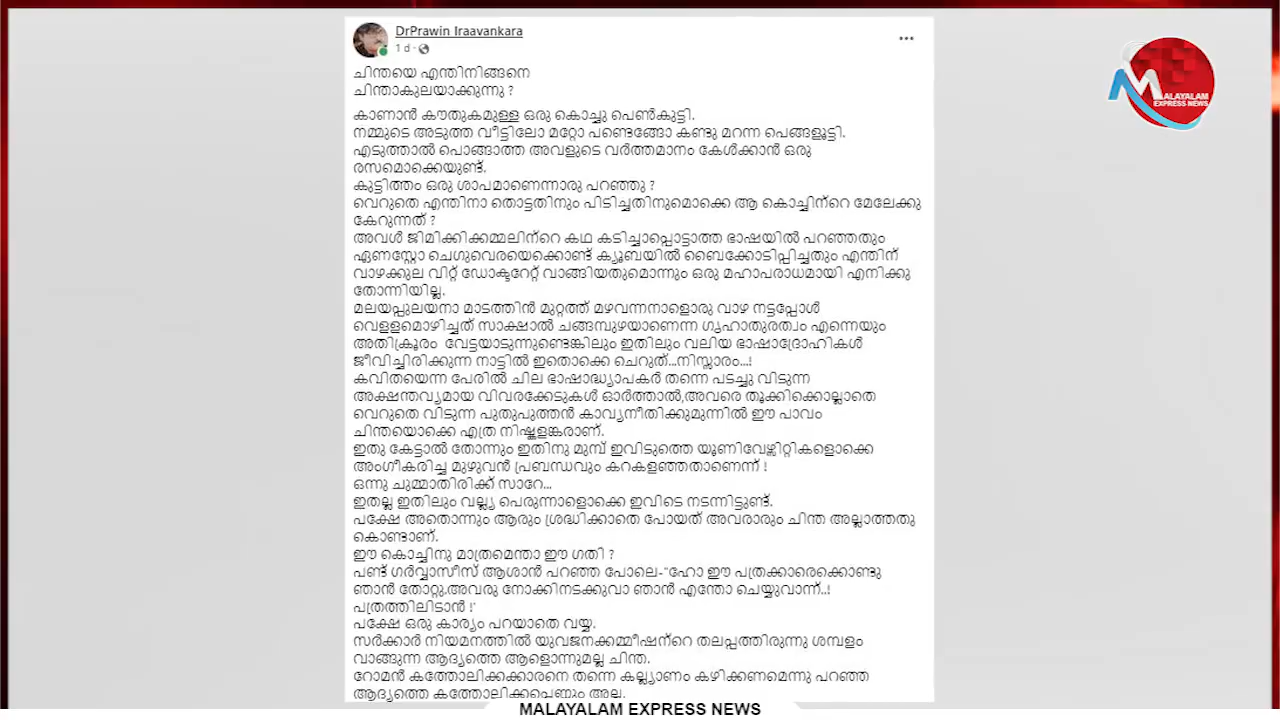 DrPrawin Iraavankara
1 d
ചിന്തയെ എന്തിനിങ്ങനെ
ചിന്താകുലയാക്കുന്നു ?
കാണാൻ കൗതുകമുള്ള ഒരു കൊച്ചു പെൺകുട്ടി.
നമ്മുടെ അടുത്ത വീട്ടിലോ മറ്റോ പണ്ടെങ്ങോ കണ്ടു മറന്ന പെങ്ങളൂട്ടി.
എടുത്താൽ പൊങ്ങാത്ത അവളുടെ വർത്തമാനം കേൾക്കാൻ ഒരു
രസമൊക്കെയുണ്ട്.
കുട്ടിത്തം ഒരു ശാപമാണെന്നാരു പറഞ്ഞു ?
വെറുതെ എന്തിനാ തൊട്ടതിനും പിടിച്ചതിനുമൊക്കെ ആ കൊച്ചിന്റെ മേലേക്കു
കേറുന്നത് ?
അവൾ ജിമിക്കിക്കമ്മലിന്റെ കഥ കടിച്ചാപ്പൊട്ടാത്ത ഭാഷയിൽ പറഞ്ഞതും
ഏണസ്റ്റോ ചെഗുവെരയെക്കൊണ്ട് ക്യൂബയിൽ ബൈക്കോടിപ്പിച്ചതും എന്തിന്
വാഴക്കുല വിറ്റ് ഡോക്ടറേറ്റ് വാങ്ങിയതുമൊന്നും ഒരു മഹാപരാധമായി എനിക്കു
തോന്നിയില്ല.
മലയപ്പുലയനാ മാടത്തിൻ മുറ്റത്ത് മഴവന്നനാളൊരു വാഴ നട്ടപ്പോൾ
വെള്ളമൊഴിച്ചത് സാക്ഷാൽ ചങ്ങമ്പുഴയാണെന്ന ഗൃഹാതുരത്വം എന്നെയും
അതിക്രൂരം വേട്ടയാടുന്നുണ്ടെങ്കിലും ഇതിലും വലിയ ഭാഷാദ്രോഹികൾ
ജീവിച്ചിരിക്കുന്ന നാട്ടിൽ ഇതൊക്കെ ചെറുത്...നിസ്സാരം...!
കവിതയെന്ന പേരിൽ ചില ഭാഷാദ്ധ്യാപകർ തന്നെ പടച്ചു വിടുന്ന
അക്ഷന്തവ്യമായ വിവരക്കേടുകൾ ഓർത്താൽ,അവരെ തൂക്കിക്കൊല്ലാതെ
വെറുതെ വിടുന്ന പുതുപുത്തൻ കാവ്യനീതിക്കുമുന്നിൽ ഈ പാവം
ചിന്തയൊക്കെ എത്ര നിഷ്കളങ്കരാണ്.
ഇതു കേട്ടാൽ തോന്നും ഇതിനു മുമ്പ് ഇവിടുത്തെ യൂണിവേഴ്സിറ്റികളൊക്കെ
അംഗീകരിച്ച മുഴുവൻ പ്രബന്ധവും കറകളഞ്ഞതാണെന്ന് !
ഒന്നു ചുമ്മാതിരിക്ക് സാറേ...
ഇതല്ല ഇതിലും വല്ല്യ പെരുന്നാളൊക്കെ ഇവിടെ നടന്നിട്ടുണ്ട്.
പക്ഷേ അതൊന്നും ആരും ശ്രദ്ധിക്കാതെ പോയത് അവരാരും ചിന്ത അല്ലാത്തതു
കൊണ്ടാണ്.
ഈ കൊച്ചിനു മാത്രമെന്താ ഈ ഗതി ?
പണ്ട് ഗർവ്വാസീസ് ആശാൻ പറഞ്ഞ പോലെ-"ഹോ ഈ പത്രക്കാരെക്കൊണ്ടു
ഞാൻ തോറ്റു,അവരു നോക്കിനടക്കുവാ ഞാൻ എന്തോ ചെയ്യുവാന്ന്..!
പത്രത്തിലിടാൻ !'
പക്ഷേ ഒരു കാര്യം പറയാതെ വയ്യ.
സർക്കാർ നിയമനത്തിൽ യുവജനക്കമ്മീഷന്റെ തലപ്പത്തിരുന്നു ശമ്പളം
വാങ്ങുന്ന ആദ്യത്തെ ആളൊന്നുമല്ല ചിന്ത.
റോമൻ കത്തോലിക്കക്കാരനെ തന്നെ കല്ല്യാണം കഴിക്കണമെന്നു പറഞ്ഞ
ആദ്യത്തെ കത്തോലിക്കപ്പെണ്ണും അല്ല.
MALAYALAM
EXPRESS NEWS
MALAYALAM EXPRESS NEWS